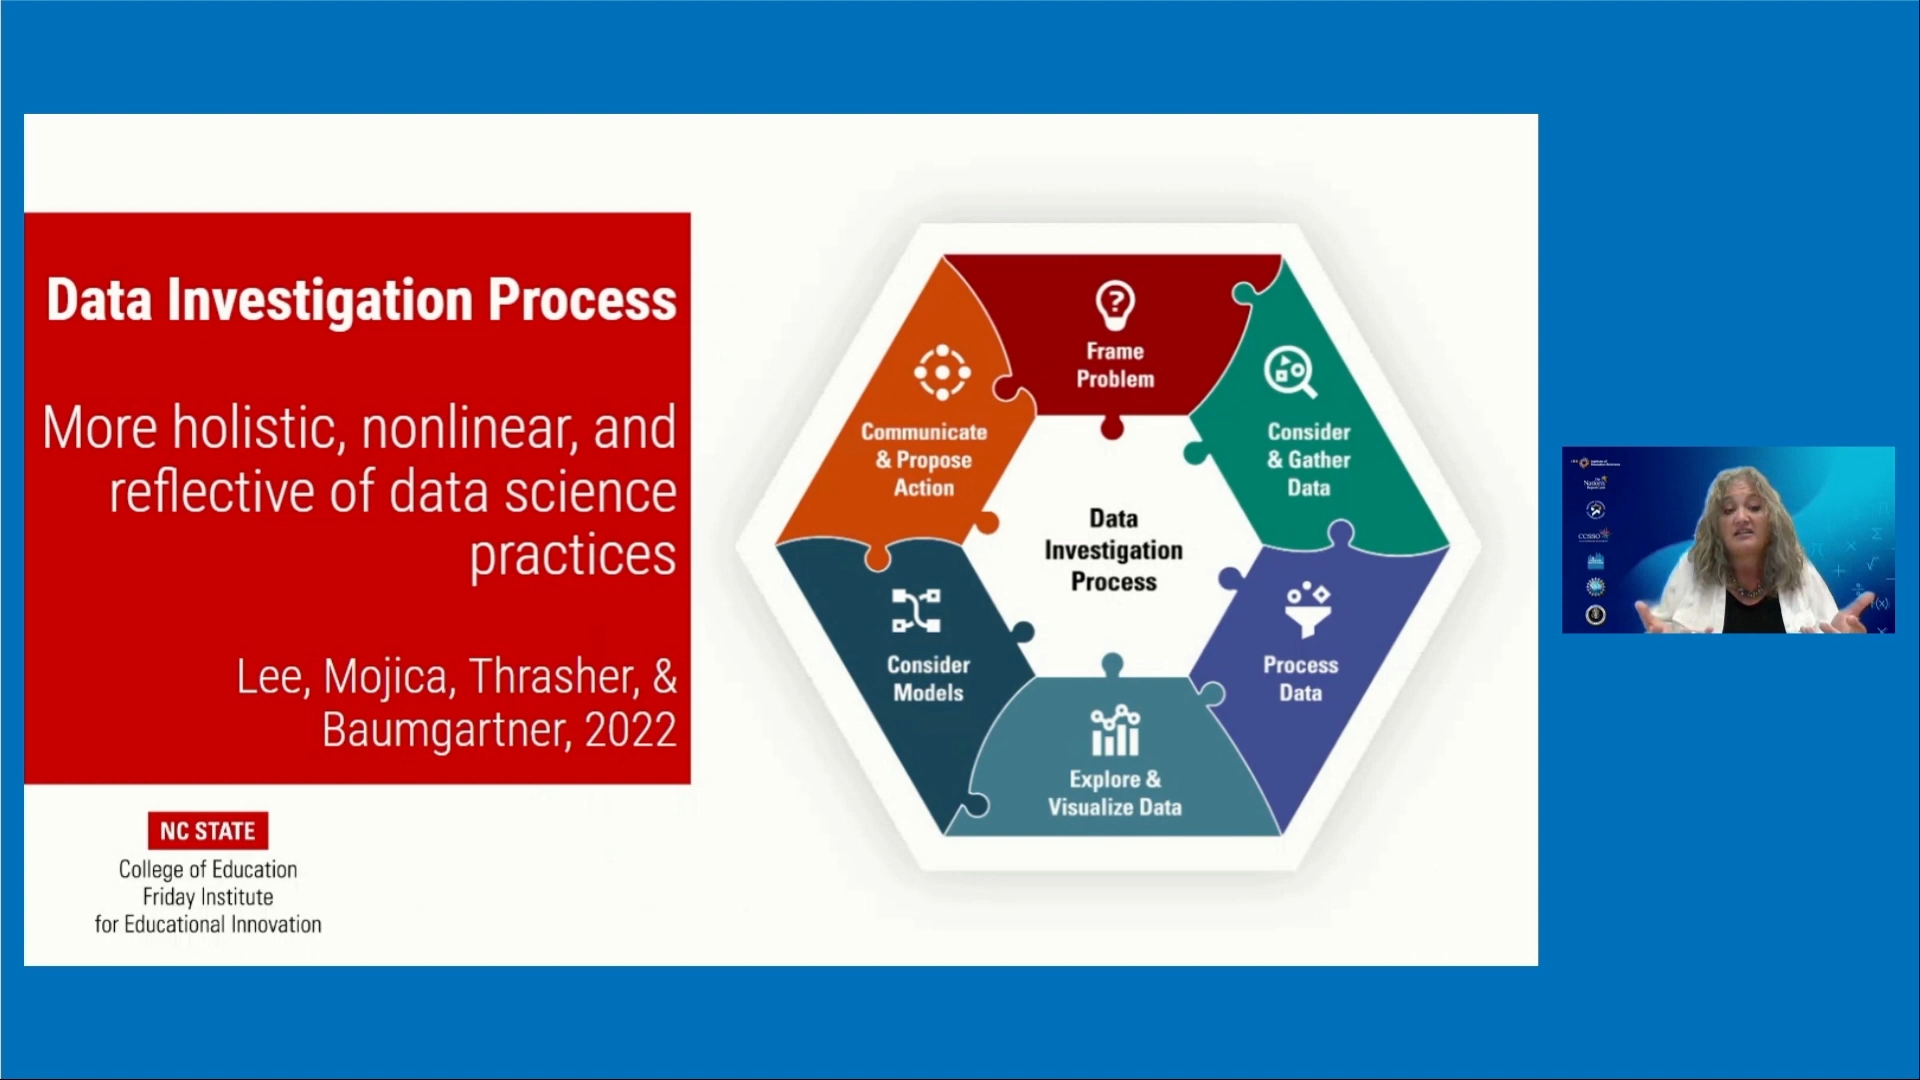 Data Investigation Process
More holistic, nonlinear, and
reflective of data science
practices
Lee, Mojica, Thrasher, &
Baumgartner, 2022
NC STATE
College of Education
Friday Institute
for Educational Innovation
Frame
Problem
Consider
& Gather
Data
Process
Data
Explore &
Visualize Data
Consider
Models
Communicate
& Propose
Action
Data
Investigation
Process
CCSSO